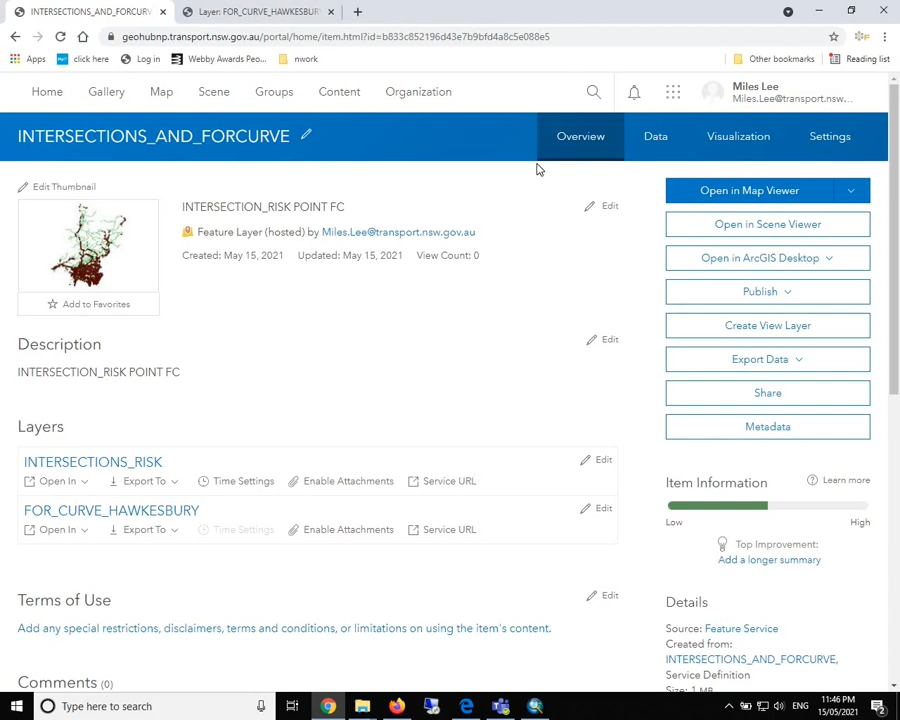 INTERSECTIONS_AND_FORCURV
Layer: FOR_CURVE_HAWKESBURY
geohubnp.transport.nsw.gov.au/portal/home/item.html?id=b833c852196d43e7b9bfd4a8c5e088e5
Apps
click here
Log in
Webby Awards Peo...
nwork
Other bookmarks
Reading list
Home
Gallery
Map
Scene
Groups
Content
Organization
Miles Lee
Miles.Lee@transport.nsw...
INTERSECTIONS_AND_FORCURVE
Overview
Data
Visualization
Settings
Edit Thumbnail
Add to Favorites
INTERSECTION_RISK POINT FC
Edit
Feature Layer (hosted) by Miles.Lee@transport.nsw.gov.au
Created: May 15, 2021 Updated: May 15, 2021 View Count: 0
Open in Map Viewer
Open in Scene Viewer
Open in ArcGIS Desktop
Publish
Create View Layer
Export Data
Share
Metadata
Description
Edit
INTERSECTION_RISK POINT FC
Layers
INTERSECTIONS_RISK
Edit
Open In Export To Time Settings Enable Attachments Service URL
FOR_CURVE_HAWKESBURY
Edit
Open In Export To Time Settings Enable Attachments Service URL
Item Information
Learn more
Low High
Top Improvement:
Add a longer summary
Terms of Use
Edit
Add any special restrictions, disclaimers, terms and conditions, or limitations on using the item's content.
Details
Source: Feature Service
Created from:
INTERSECTIONS_AND_FORCURVE,
Service Definition
Size: 1 MB
Comments (0)
Type here to search
ENG
11:46 PM
15/05/2021
2